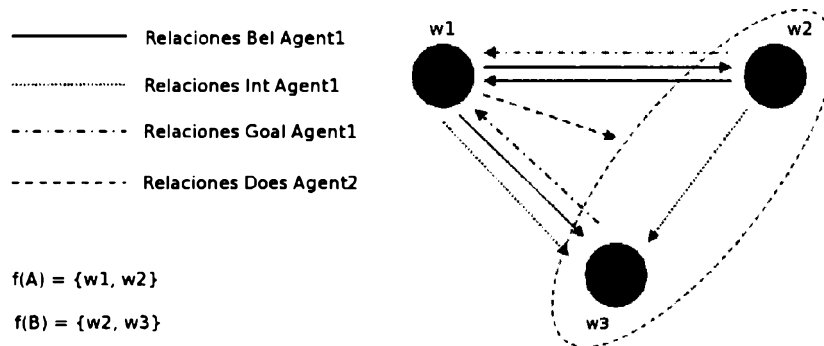 Relaciones Bel Agent1
Relaciones Int Agent1
Relaciones Goal Agent1
Relaciones Does Agent2
f(A) = {w1, w2}
f(B) = {w2, w3}
w1
w2
w3